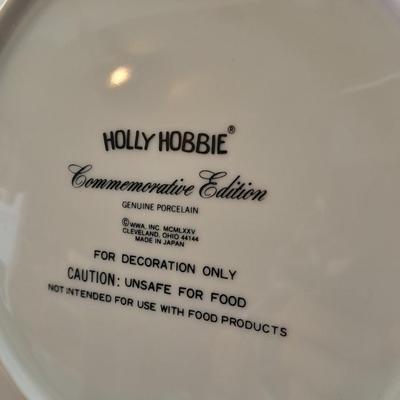 HOLLY HOBBIE®
Commemorative Edition
GENUINE PORCELAIN
© WWA, INC. MCMLXXV
CLEVELAND, OHIO 44144
MADE IN JAPAN
FOR DECORATION ONLY
CAUTION: UNSAFE FOR FOOD
NOT INTENDED FOR USE WITH FOOD PRODUCTS